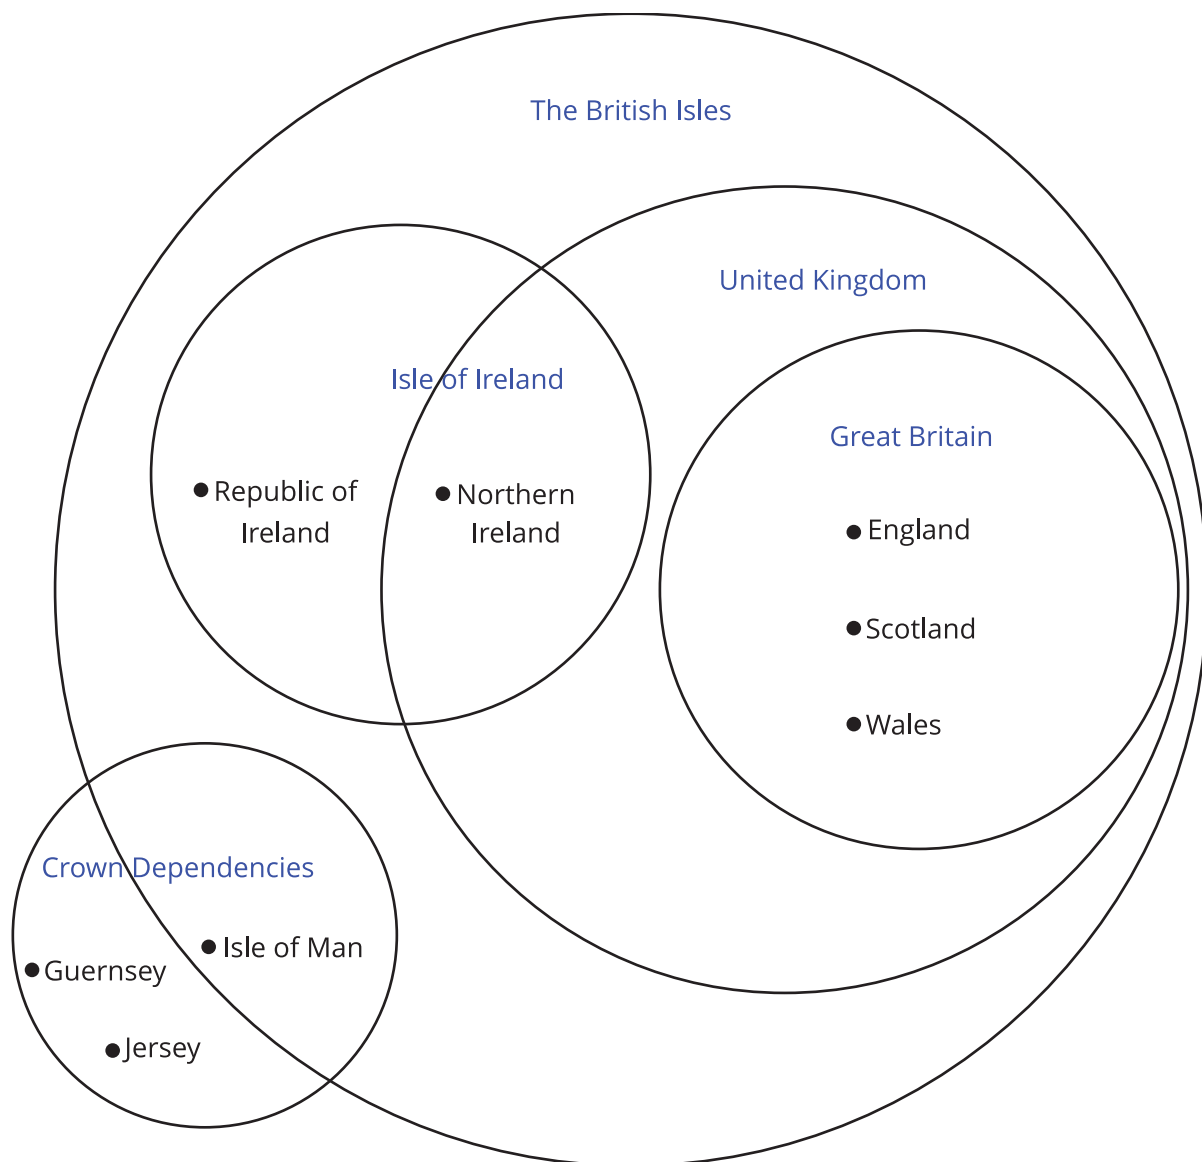 The British Isles
United Kingdom
Isle of Ireland
Great Britain
Republic of
Ireland
Northern
Ireland
England
Scotland
Wales
Crown Dependencies
Isle of Man
Guernsey
Jersey